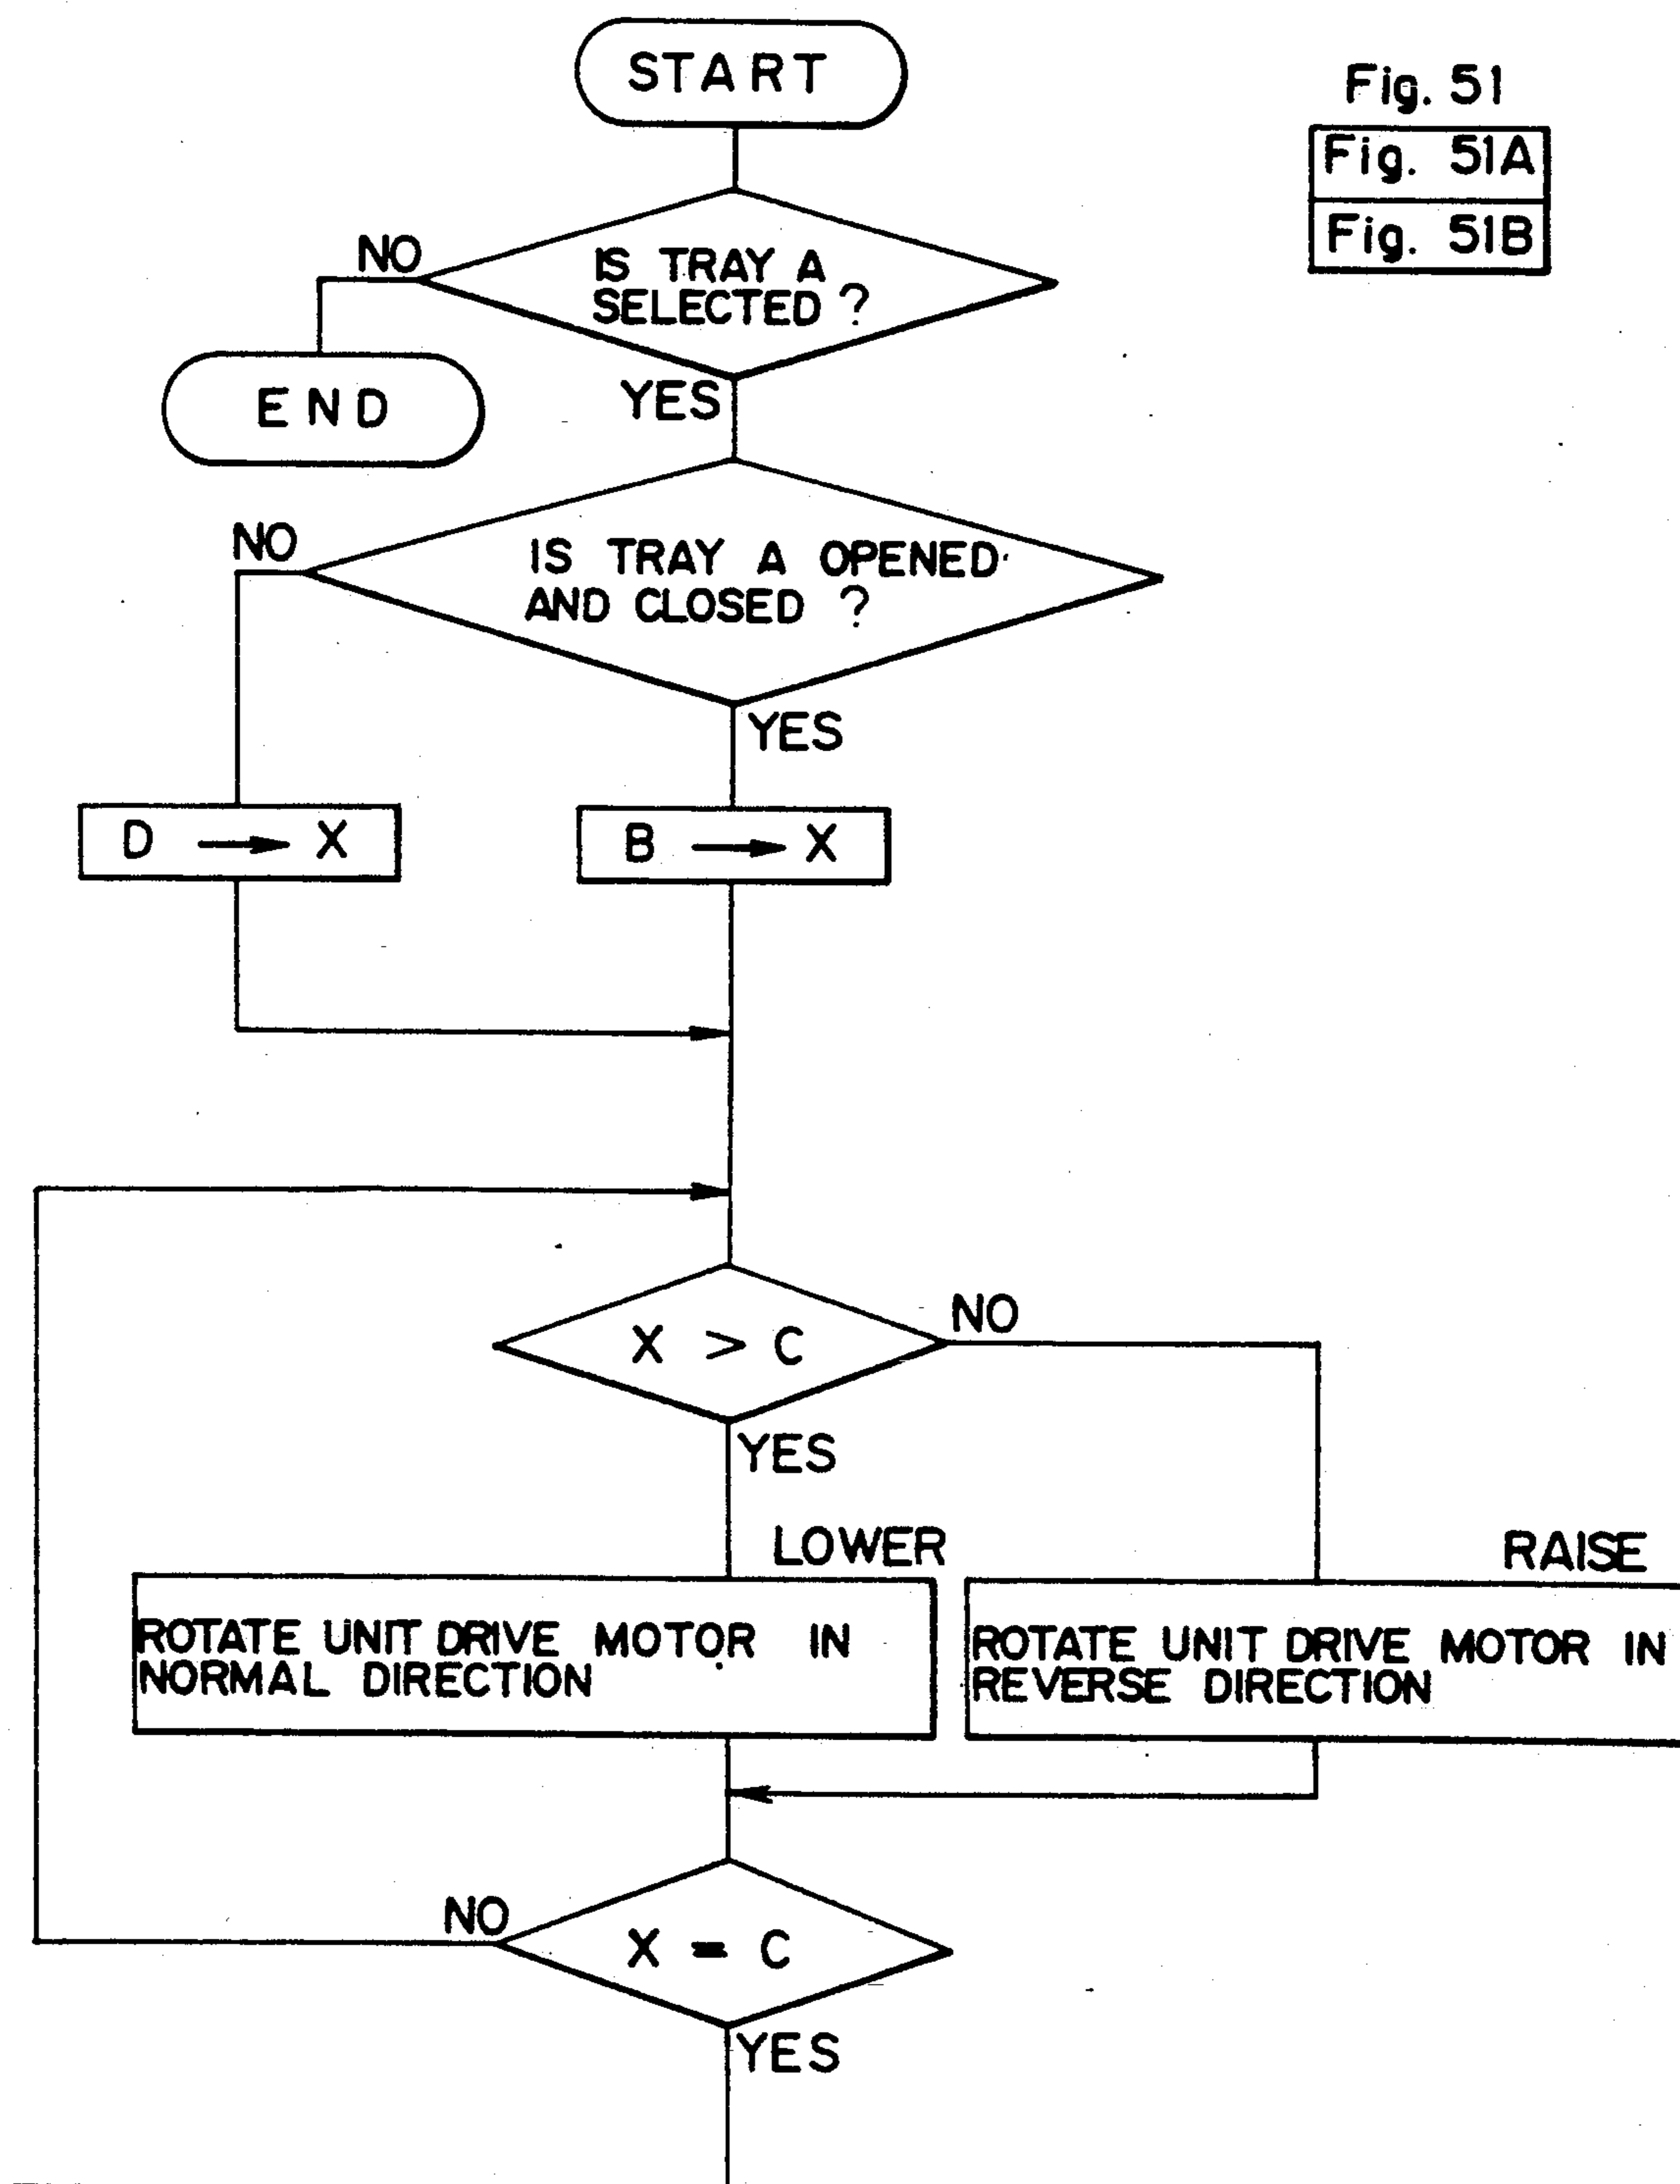 START
Fig. 51
Fig. 51A
Fig. 51B
NO
IS TRAY A
SELECTED ?
END
YES
NO
IS TRAY A OPENED
AND CLOSED ?
YES
D → X
B → X
X > C
NO
YES
LOWER
RAISE
ROTATE UNIT DRIVE MOTOR IN
NORMAL DIRECTION
ROTATE UNIT DRIVE MOTOR IN
REVERSE DIRECTION
NO
X = C
YES